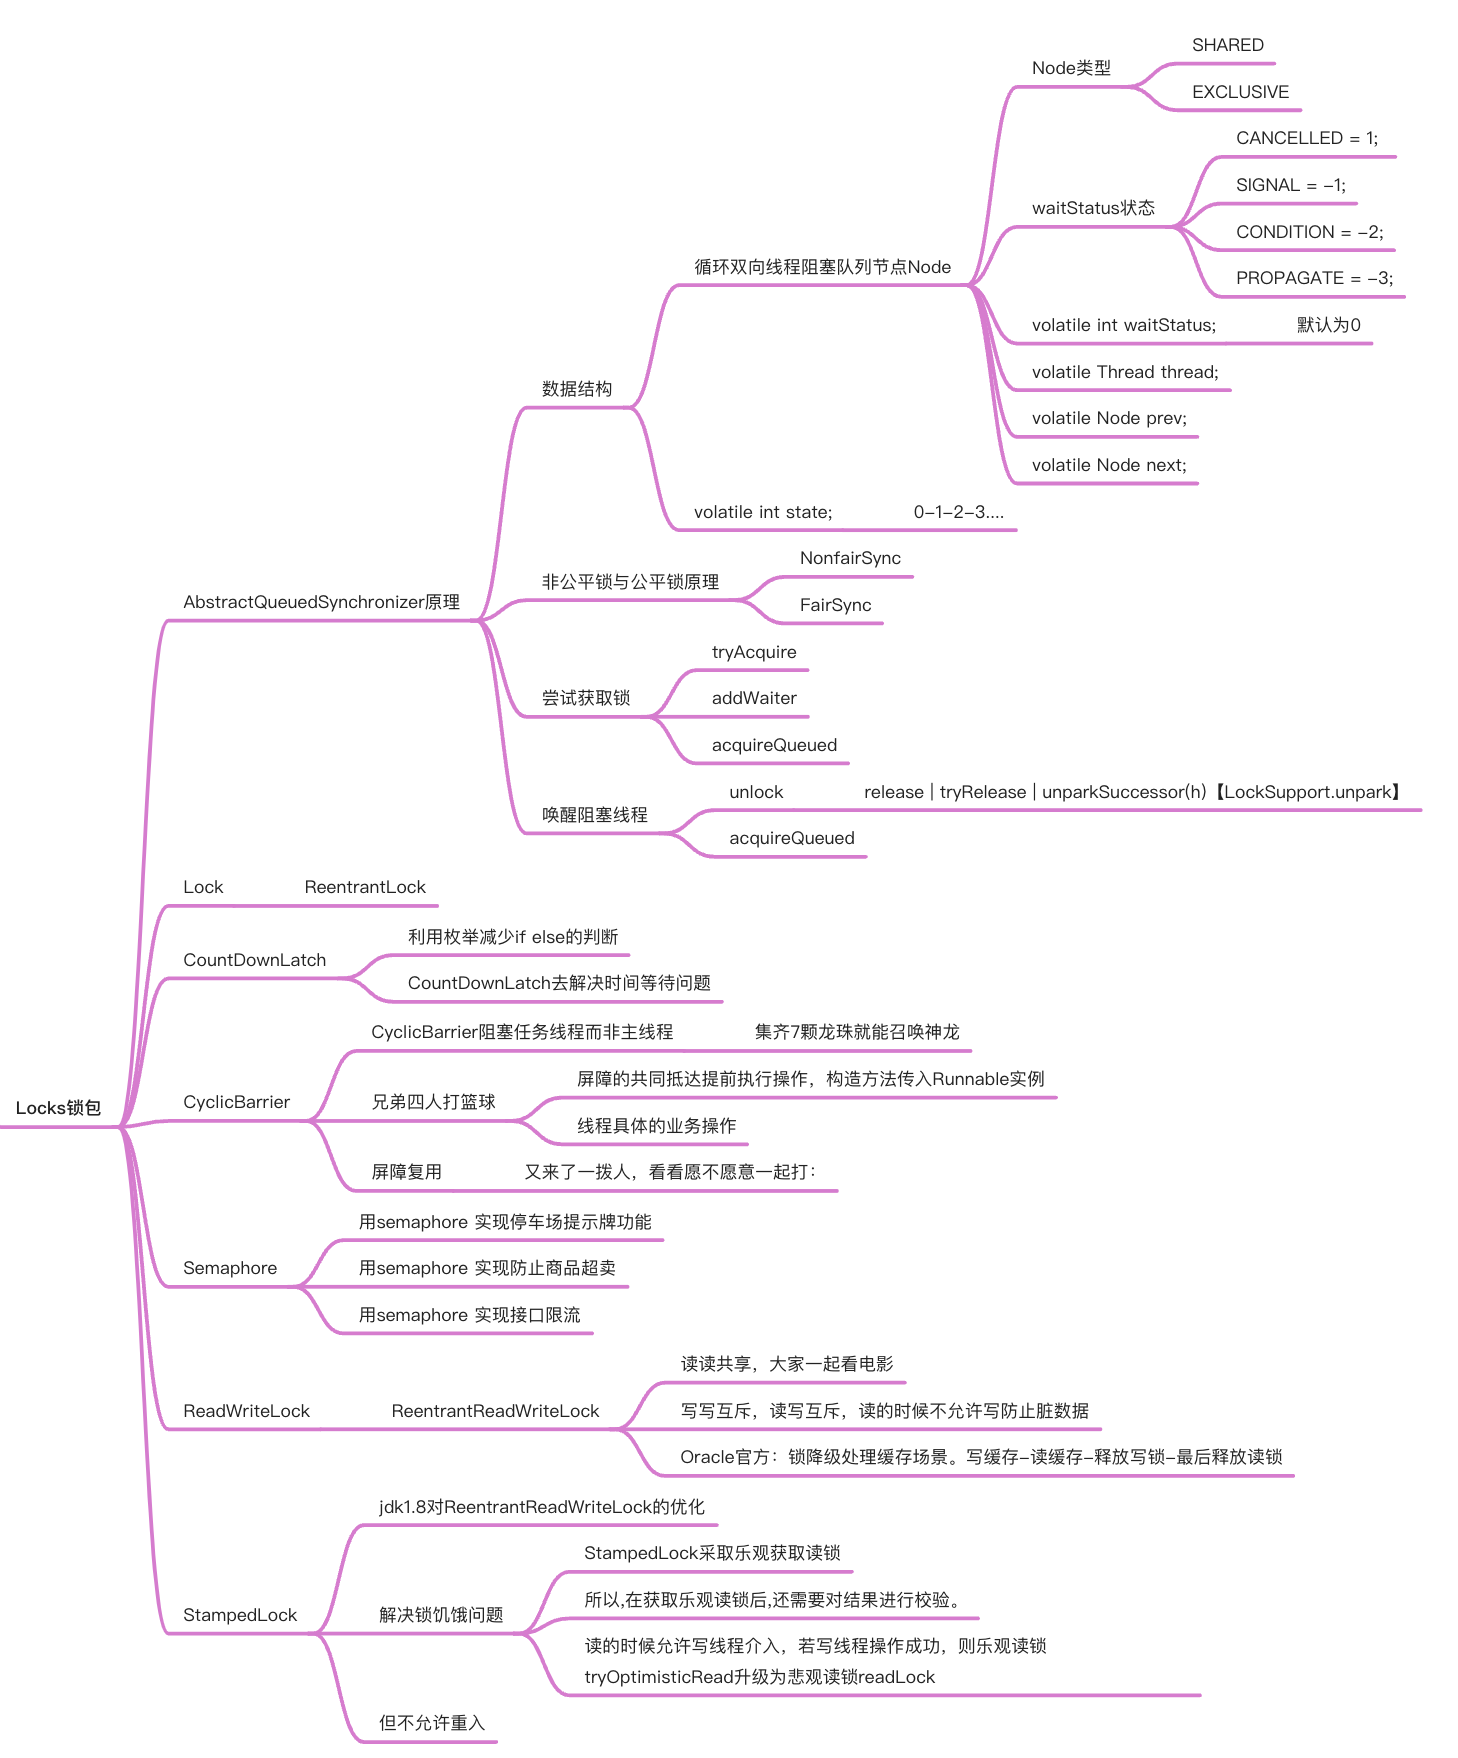 Locks锁包
AbstractQueuedSynchronizer原理
数据结构
循环双向线程阻塞队列节点Node
Node类型
SHARED
EXCLUSIVE
waitStatus状态
CANCELLED = 1;
SIGNAL = -1;
CONDITION = -2;
PROPAGATE = -3;
volatile int waitStatus;
默认为0
volatile Thread thread;
volatile Node prev;
volatile Node next;
volatile int state;
0-1-2-3....
非公平锁与公平锁原理
NonfairSync
FairSync
尝试获取锁
tryAcquire
addWaiter
acquireQueued
唤醒阻塞线程
unlock
release | tryRelease | unparkSuccessor(h)【LockSupport.unpark】
acquireQueued
Lock
ReentrantLock
CountDownLatch
利用枚举减少if else的判断
CountDownLatch去解决时间等待问题
CyclicBarrier
CyclicBarrier阻塞任务线程而非主线程
集齐7颗龙珠就能召唤神龙
兄弟四人打篮球
屏障的共同抵达提前执行操作，构造方法传入Runnable实例
线程具体的业务操作
屏障复用
又来了一拨人，看看愿不愿意一起打：
Semaphore
用semaphore 实现停车场提示牌功能
用semaphore 实现防止商品超卖
用semaphore 实现接口限流
ReadWriteLock
ReentrantReadWriteLock
读读共享，大家一起看电影
写写互斥，读写互斥，读的时候不允许写防止脏数据
Oracle官方：锁降级处理缓存场景。写缓存-读缓存-释放写锁-最后释放读锁
StampedLock
jdk1.8对ReentrantReadWriteLock的优化
解决锁饥饿问题
StampedLock采取乐观获取读锁
所以,在获取乐观读锁后,还需要对结果进行校验。
读的时候允许写线程介入，若写线程操作成功，则乐观读锁
tryOptimisticRead升级为悲观读锁readLock
但不允许重入